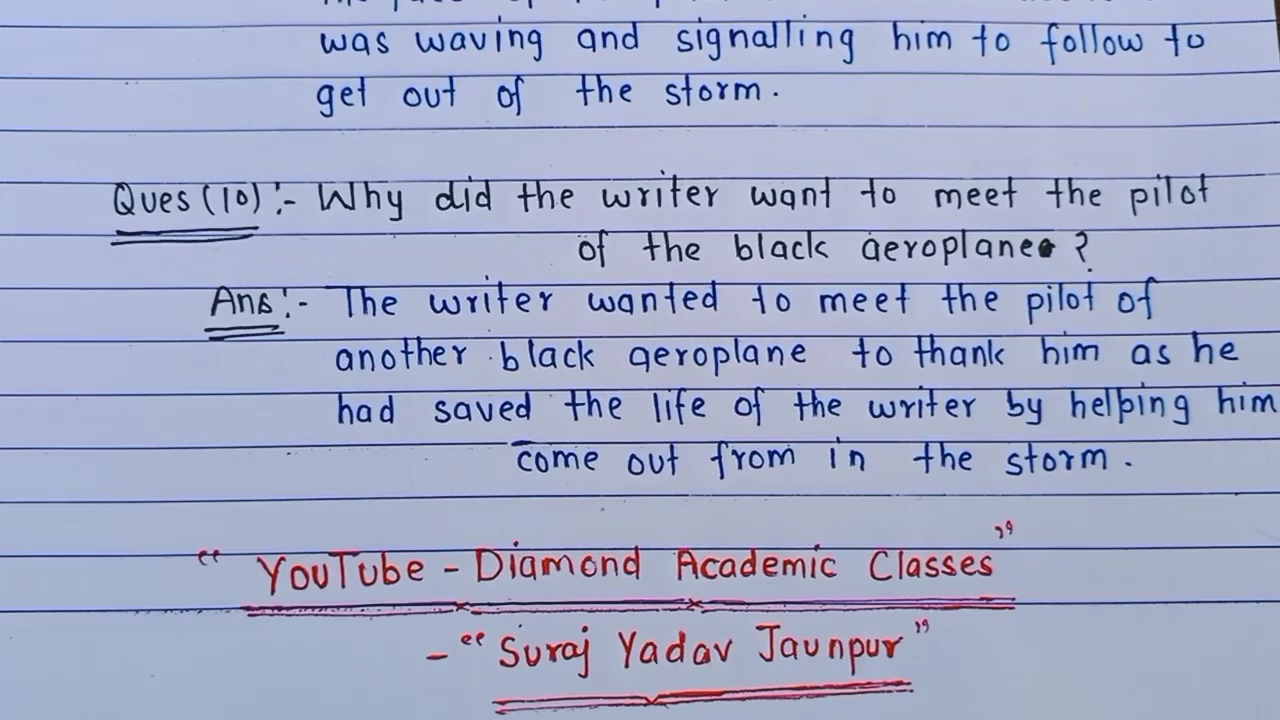 was waving and signalling him to follow to
get out of the storm.
Ques (10):- Why did the writer want to meet the pilot
of the black aeroplane ?
Ans:- The writer wanted to meet the pilot of
another black aeroplane to thank him as he
had saved the life of the writer by helping him
come out from in the storm.
"YouTube - Diamond Academic Classes"
- "Suraj Yadav Jaunpur"